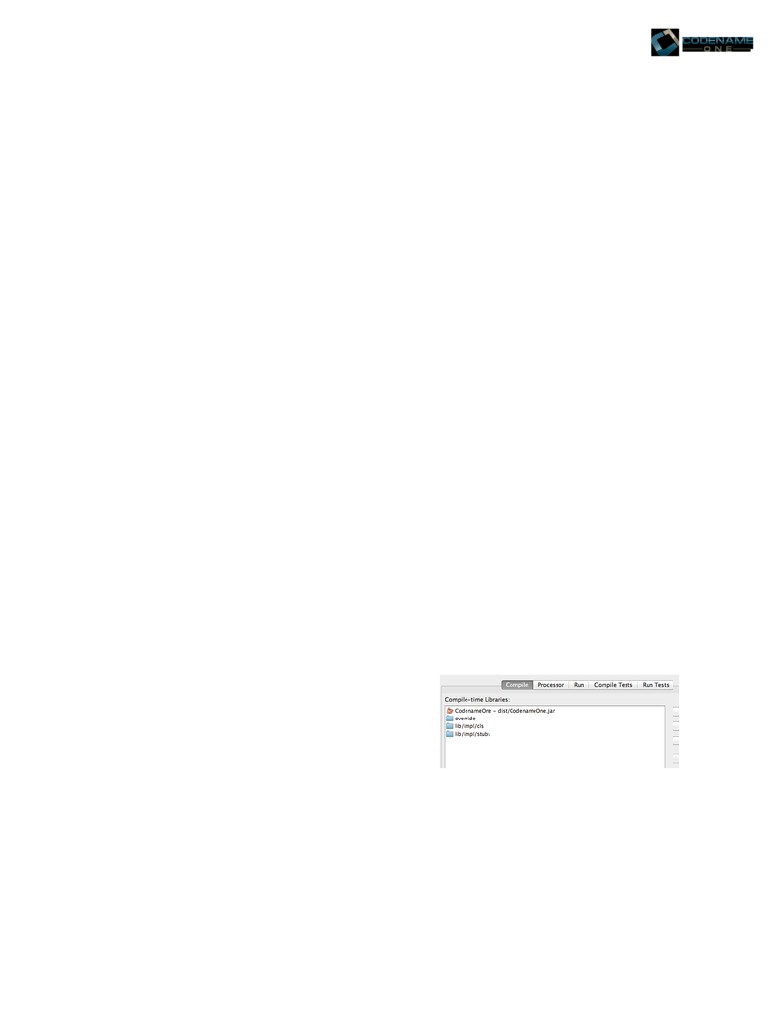 CODENAME
ONE
Compile Processor Run Compile Tests Run Tests
Compile-time Libraries:
CodenameOne - dist/CodenameOne.jar
override
lib/impl/cls
lib/impl/stubs